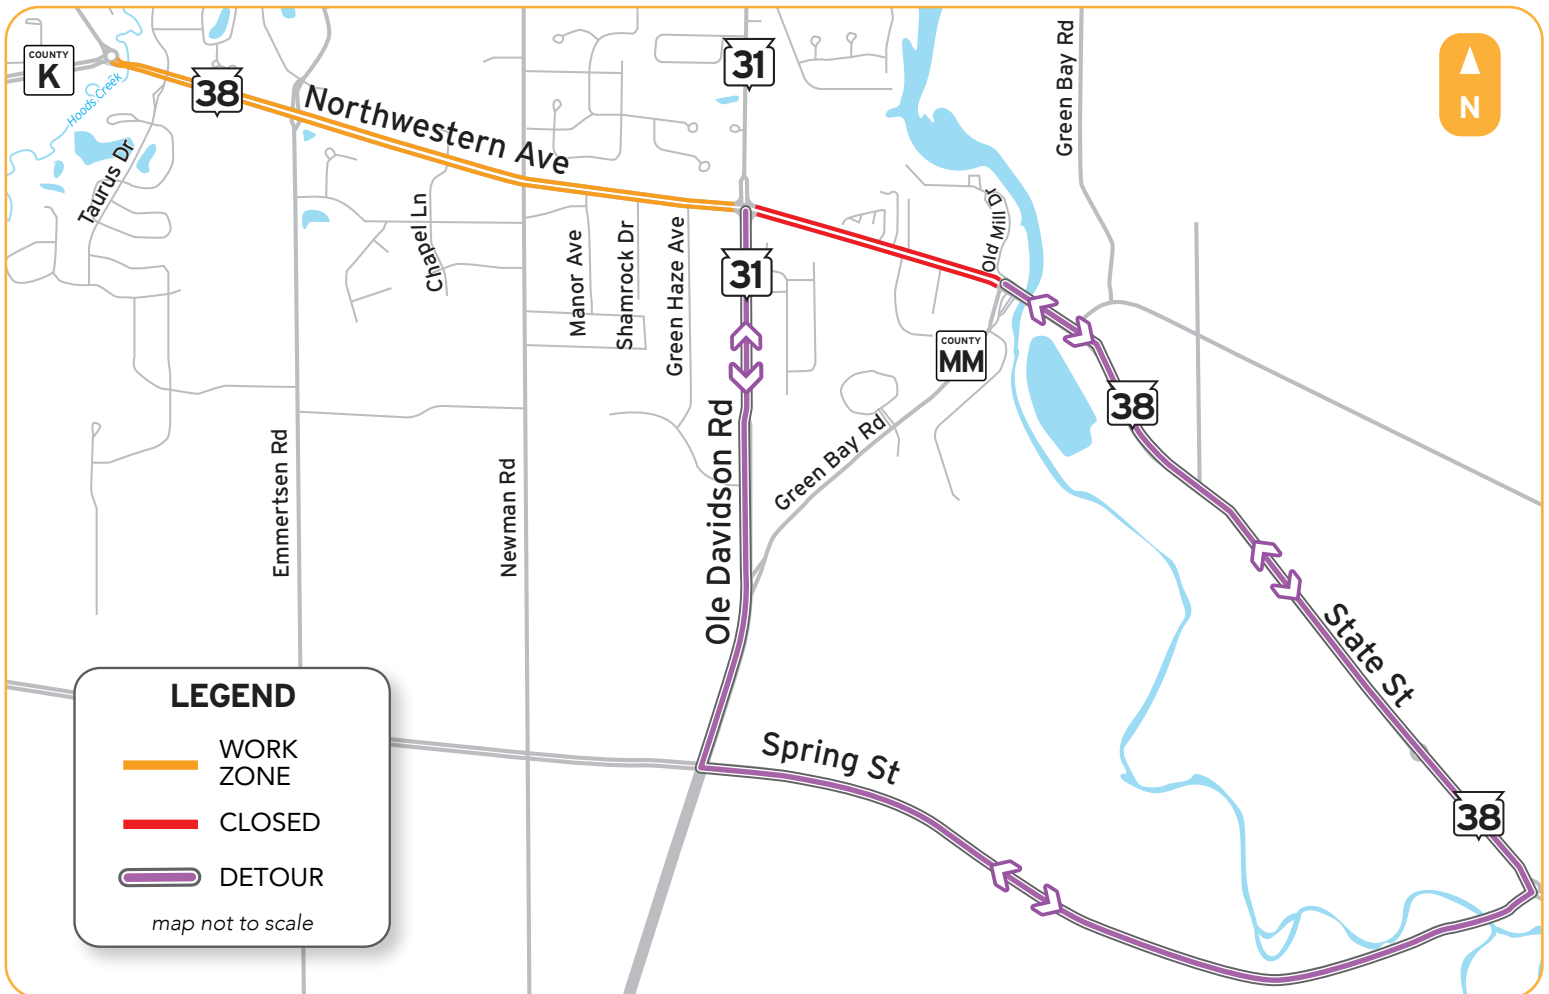 COUNTY
K
Hoods Creek
38
Northwestern Ave
31
Green Bay Rd
N
Taurus Dr
Chapel Ln
Manor Ave
Shamrock Dr
Green Haze Ave
31
Old Mill Dr
COUNTY
MM
38
Emmertsen Rd
Newman Rd
Ole Davidson Rd
Green Bay Rd
State St
Spring St
38
LEGEND
WORK
ZONE
CLOSED
DETOUR
map not to scale